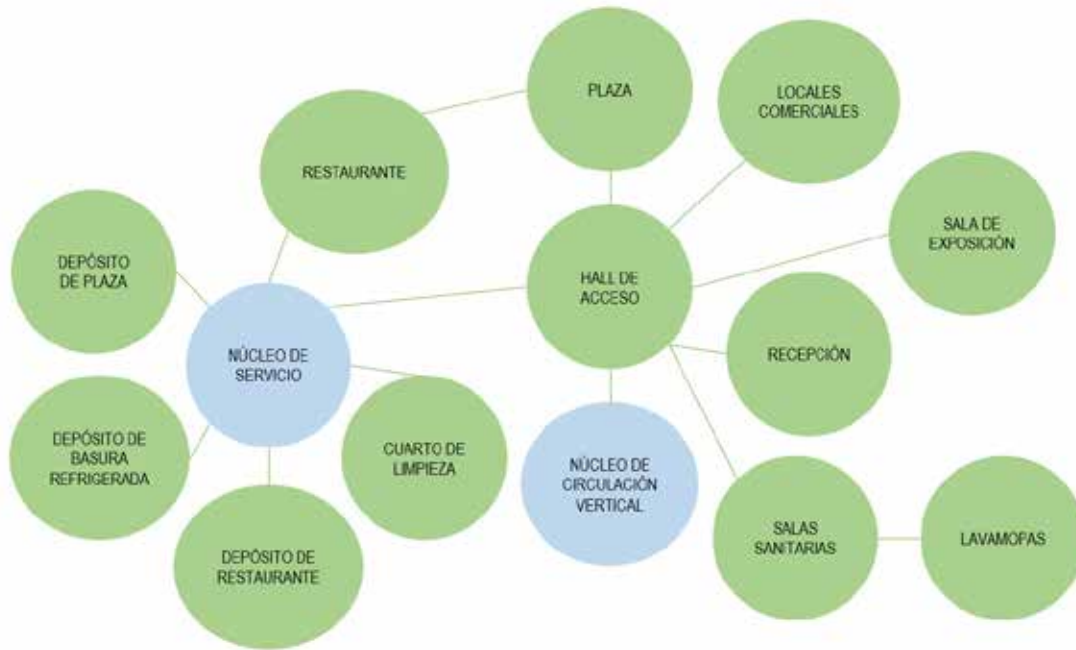 PLAZA
LOCALES
COMERCIALES
RESTAURANTE
SALA DE
EXPOSICIÓN
DEPÓSITO
DE PLAZA
HALL DE
ACCESO
NÚCLEO DE
SERVICIO
RECEPCIÓN
DEPÓSITO DE
BASURA
REFRIGERADA
CUARTO DE
LIMPIEZA
NÚCLEO DE
CIRCULACIÓN
VERTICAL
SALAS
SANITARIAS
LAVAMOPAS
DEPÓSITO DE
RESTAURANTE